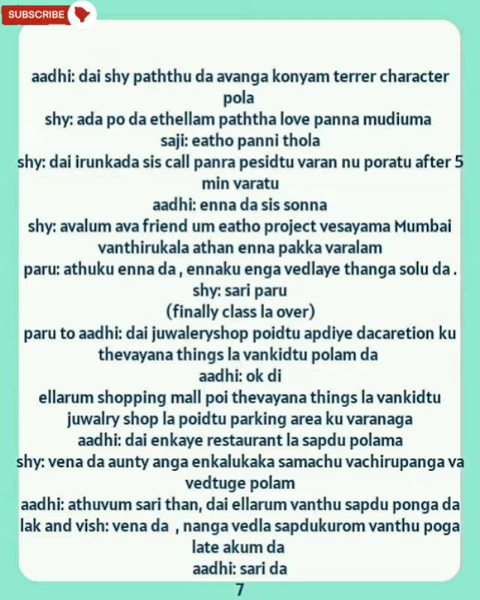 SUBSCRIBE
aadhi: dai shy paththu da avanga konyam terrer character
pola
shy: ada po da ethellam paththa love panna mudiuma
saji: eatho panni thola
shy: dai irunkada sis call panra pesidtu varan nu poratu after 5
min varatu
aadhi: enna da sis sonna
shy: avalum ava friend um eatho project vesayama Mumbai
vanthirukala athan enna pakka varalam
paru: athuku enna da , ennaku enga vedlaye thanga solu da .
shy: sari paru
(finally class la over)
paru to aadhi: dai juwaleryshop poidtu apdiye dacaretion ku
thevayana things la vankidtu polam da
aadhi: ok di
ellarum shopping mall poi thevayana things la vankidtu
juwalry shop la poidtu parking area ku varanaga
aadhi: dai enkaye restaurant la sapdu polama
shy: vena da aunty anga enkalukaka samachu vachirupanga va
vedtuge polam
aadhi: athuvum sari than, dai ellarum vanthu sapdu ponga da
lak and vish: vena da , nanga vedla sapdukurom vanthu poga
late akum da
aadhi: sari da
7